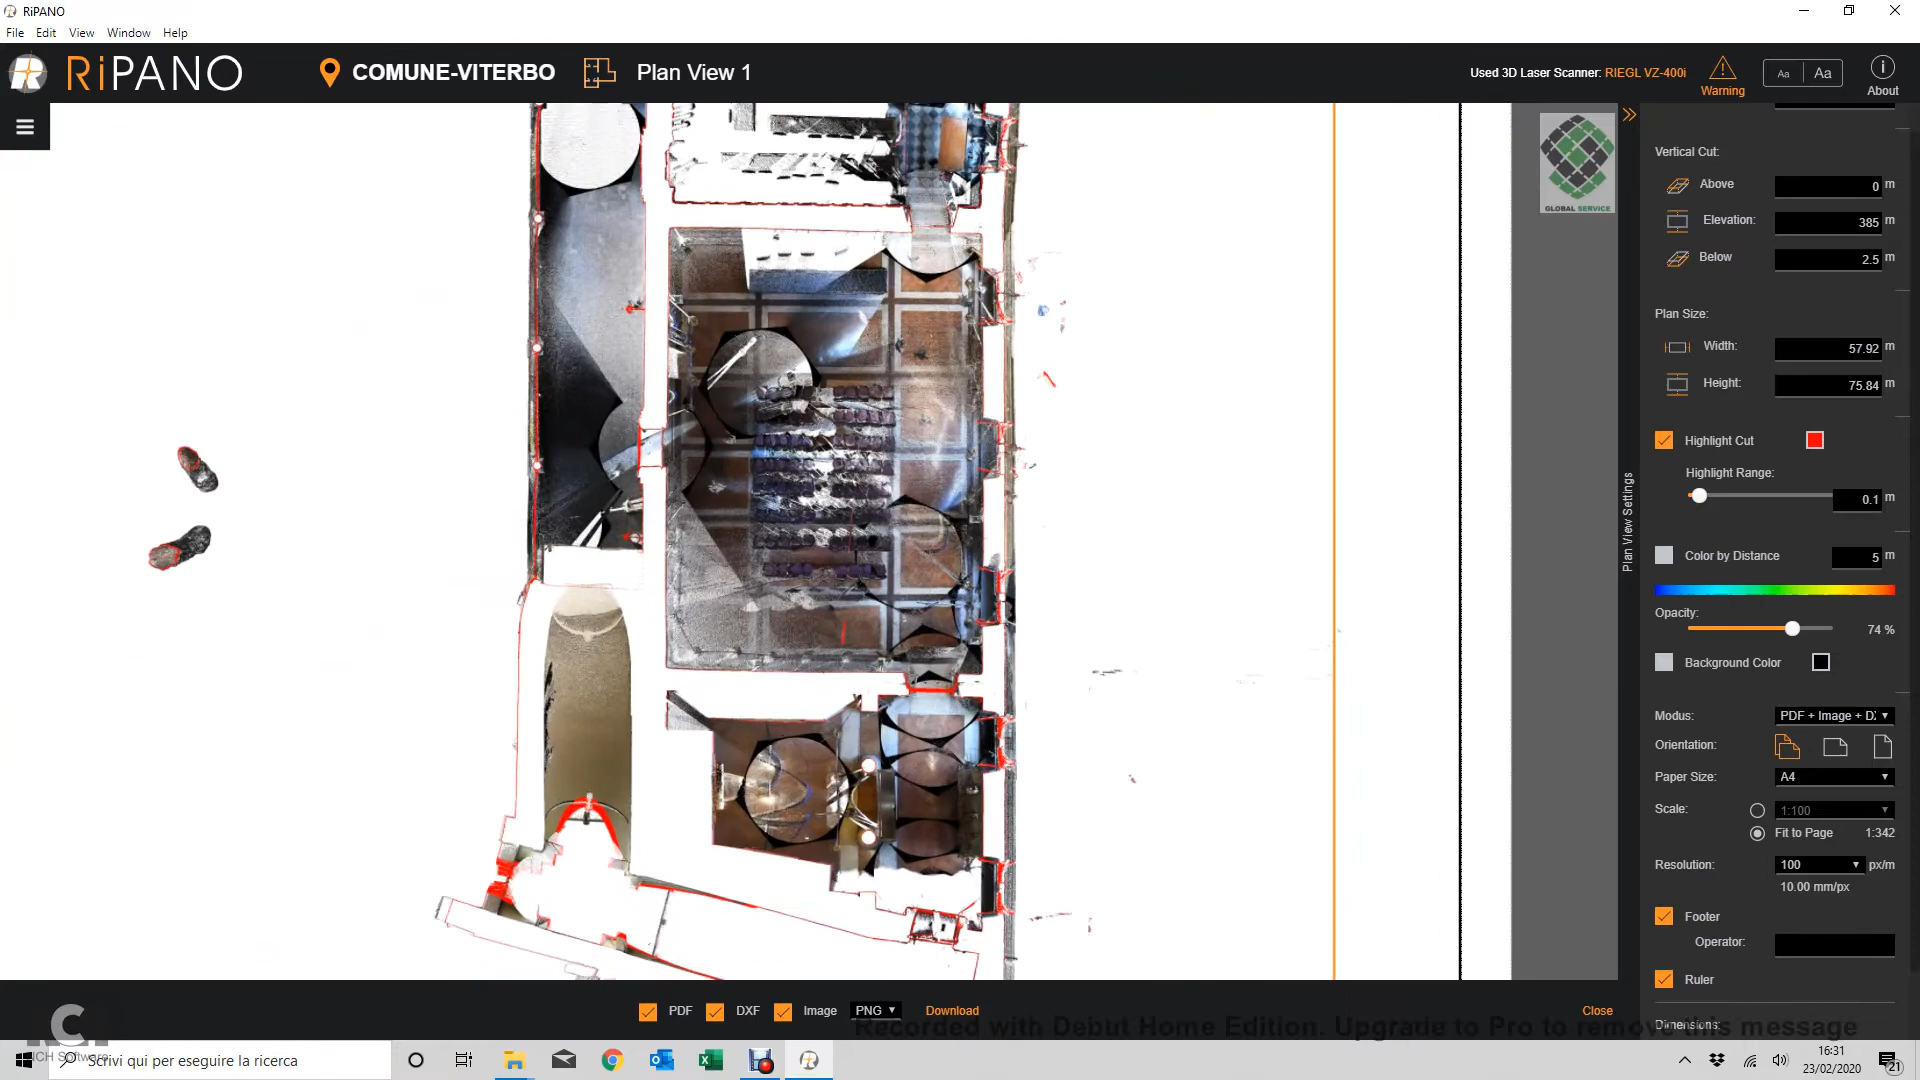 RiPANO
File Edit View Window Help
RiPANO COMUNE-VITERBO Plan View 1 Used 3D Laser Scanner: RIEGL VZ-400i Warning Aa Aa About
GLOBAL SERVICE
Plan View Settings
Vertical Cut:
Above 0 m
Elevation: 385 m
Below 2.5 m
Plan Size:
Width: 57.92 m
Height: 75.84 m
Highlight Cut
Highlight Range:
0.1 m
Color by Distance 5 m
Opacity:
74 %
Background Color
Modus: PDF + Image + D
Orientation:
Paper Size: A4
Scale: 1:100
Fit to Page 1:342
Resolution: 100 px/m
10.00 mm/px
Footer
Operator:
Ruler
Dimensions:
PDF DXF Image PNG Download Close
Recorded with Debut Home Edition. Upgrade to Pro to remove this message
NCH Software
Scrivi qui per eseguire la ricerca
16:31
23/02/2020
21